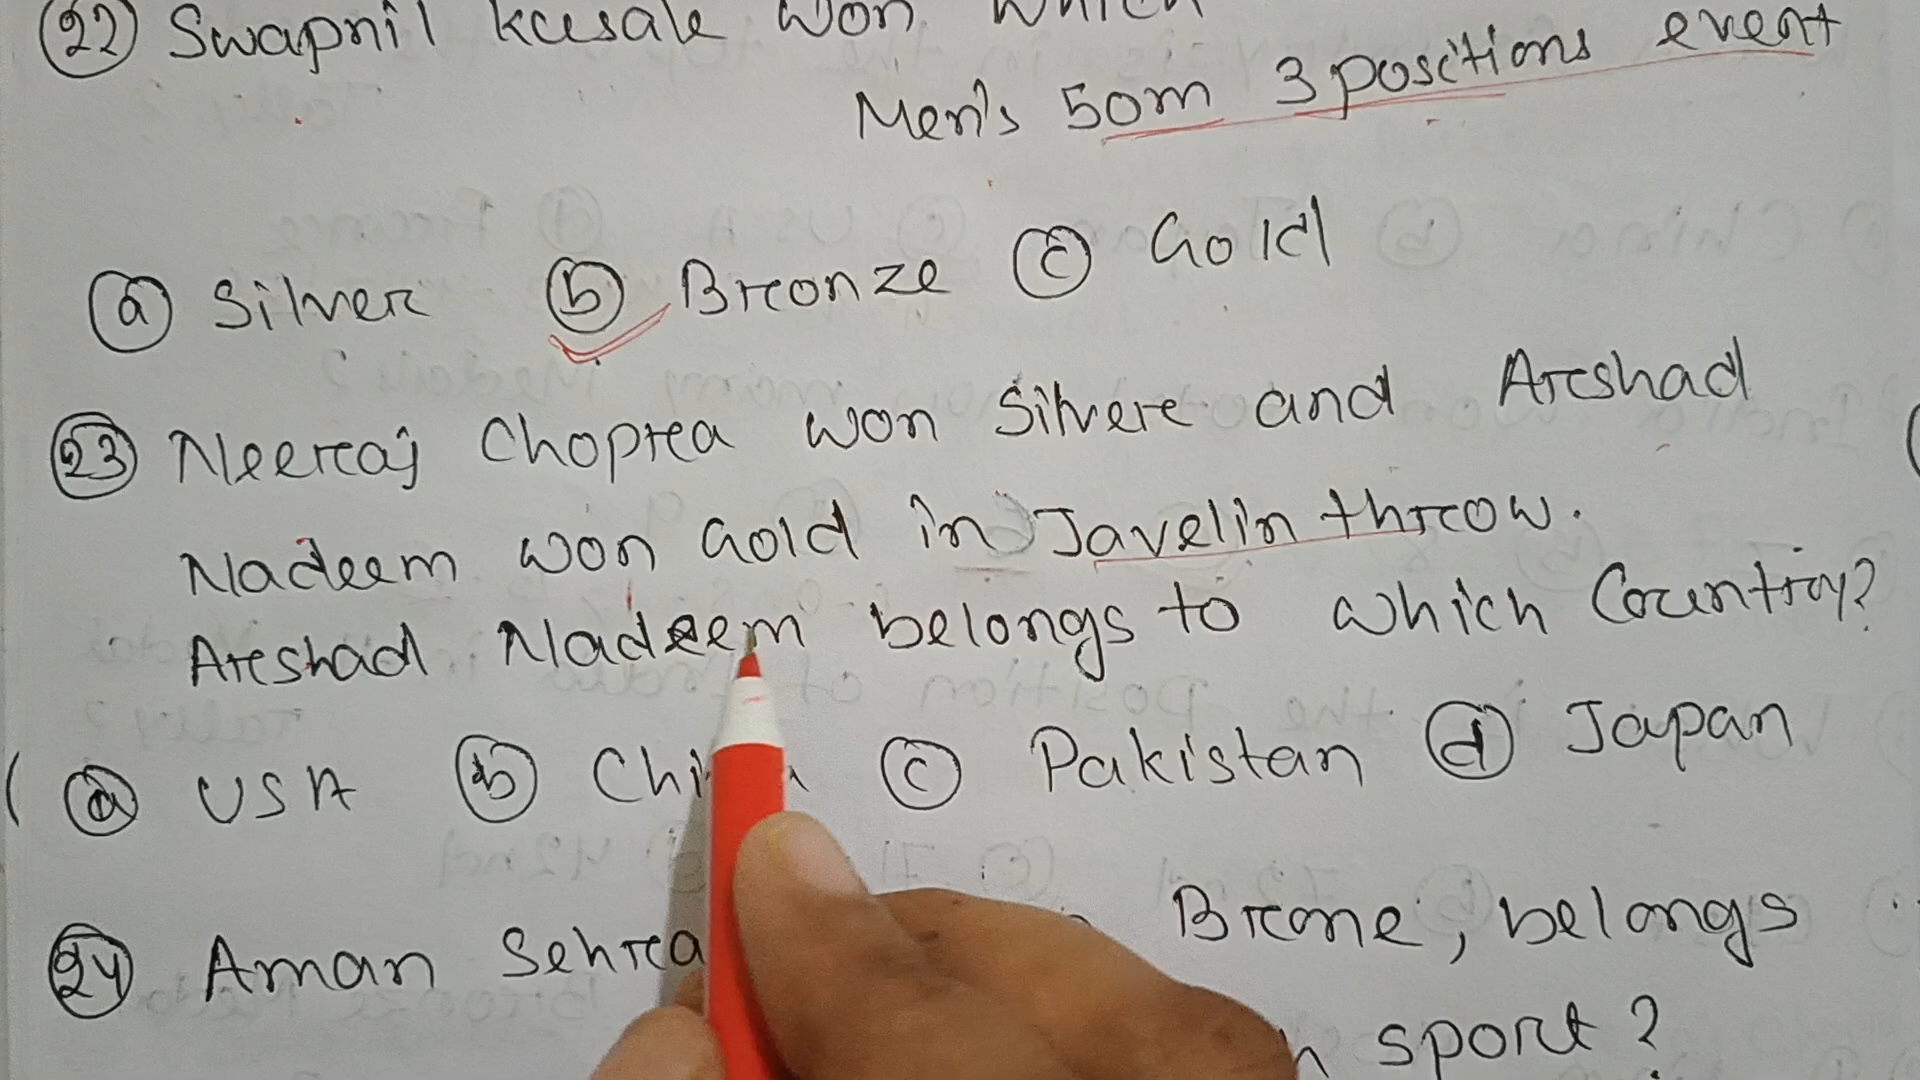 22 Swapnil kusale won which
Men's 50m 3 positions event
a Silver b Bronze c Gold
23 Neeraj Chopra won Silver and Arshad
Nadeem won Gold in Javelin throw.
Arshad Nadeem belongs to which Country?
a USA b c Pakistan d Japan
24 Aman Brone, belongs
sport?